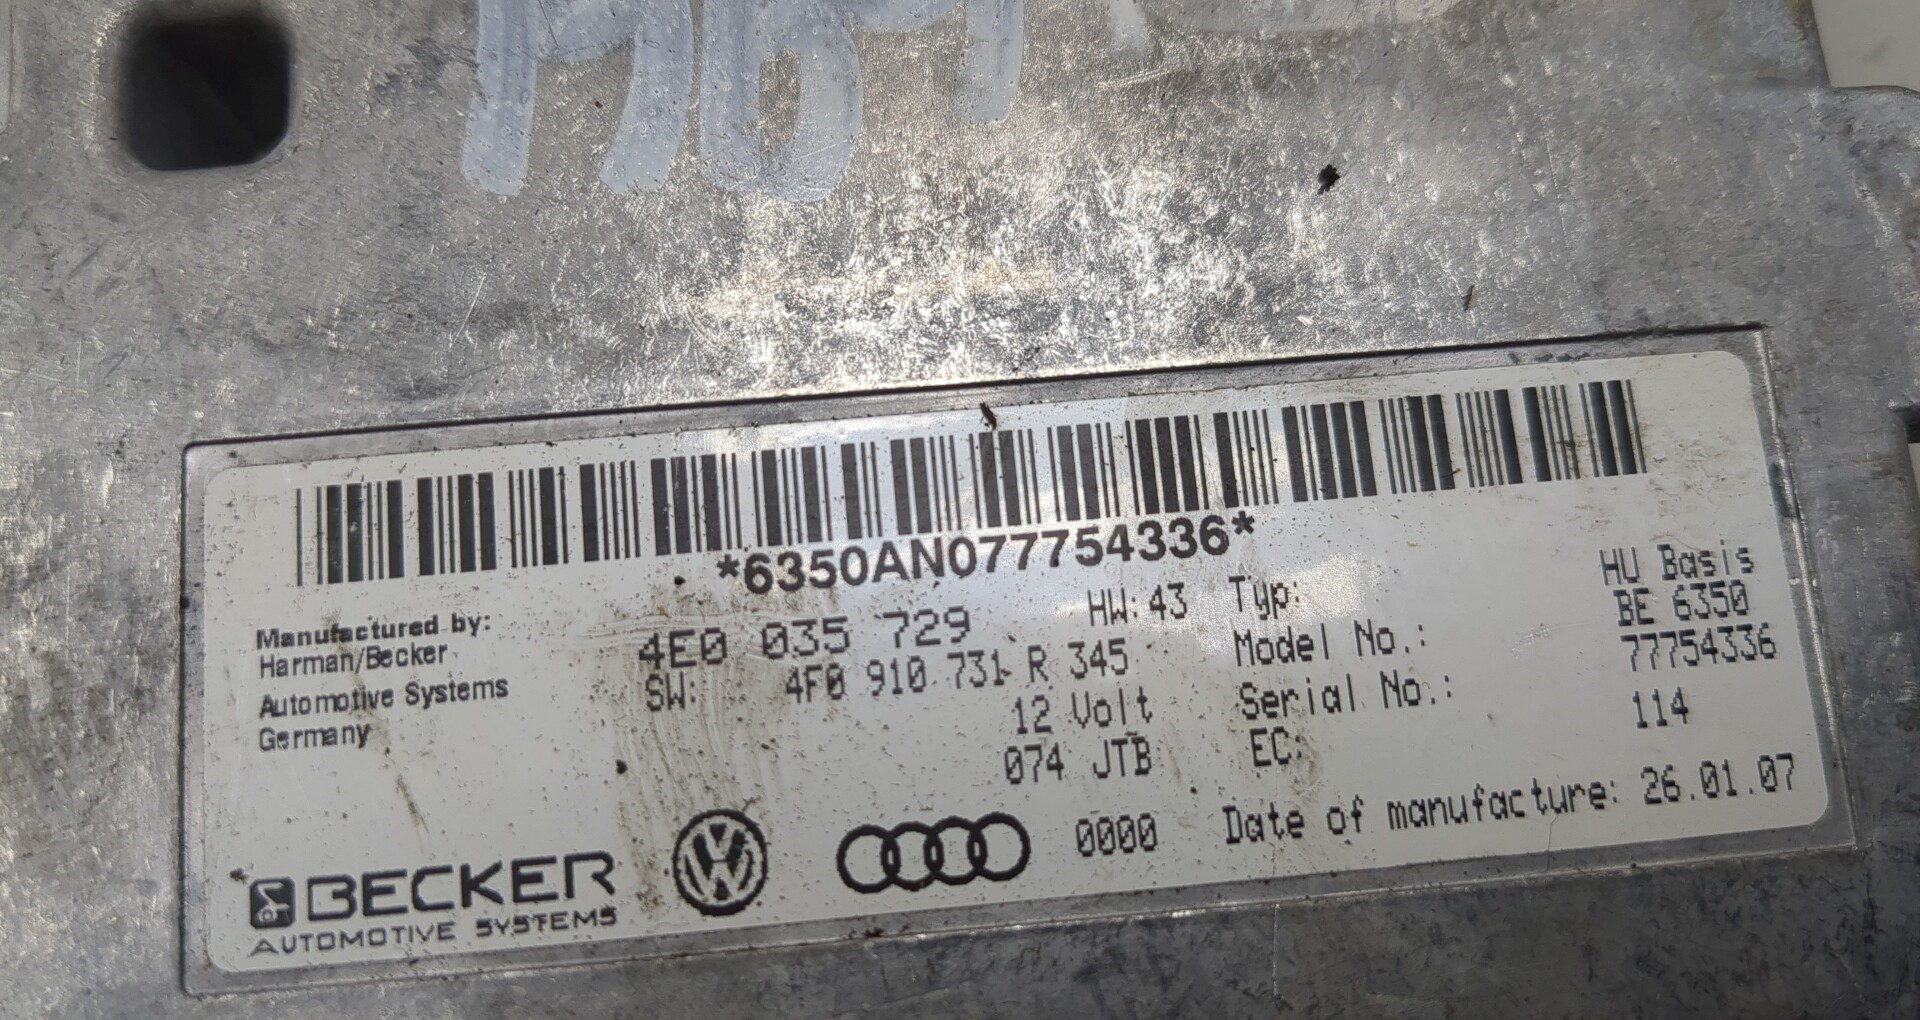 *6350AN077754336*
Manufactured by:
Harman/Becker
Automotive Systems
Germany
4E0 035 729 HW: 43
SW: 4F0 910 731 R 345
12 Volt
074 JTB
Typ: HU Basis
Model No.: BE 6350
Serial No.: 77754336
EC: 114
BECKER
AUTOMOTIVE SYSTEMS
0000 Date of manufacture: 26.01.07